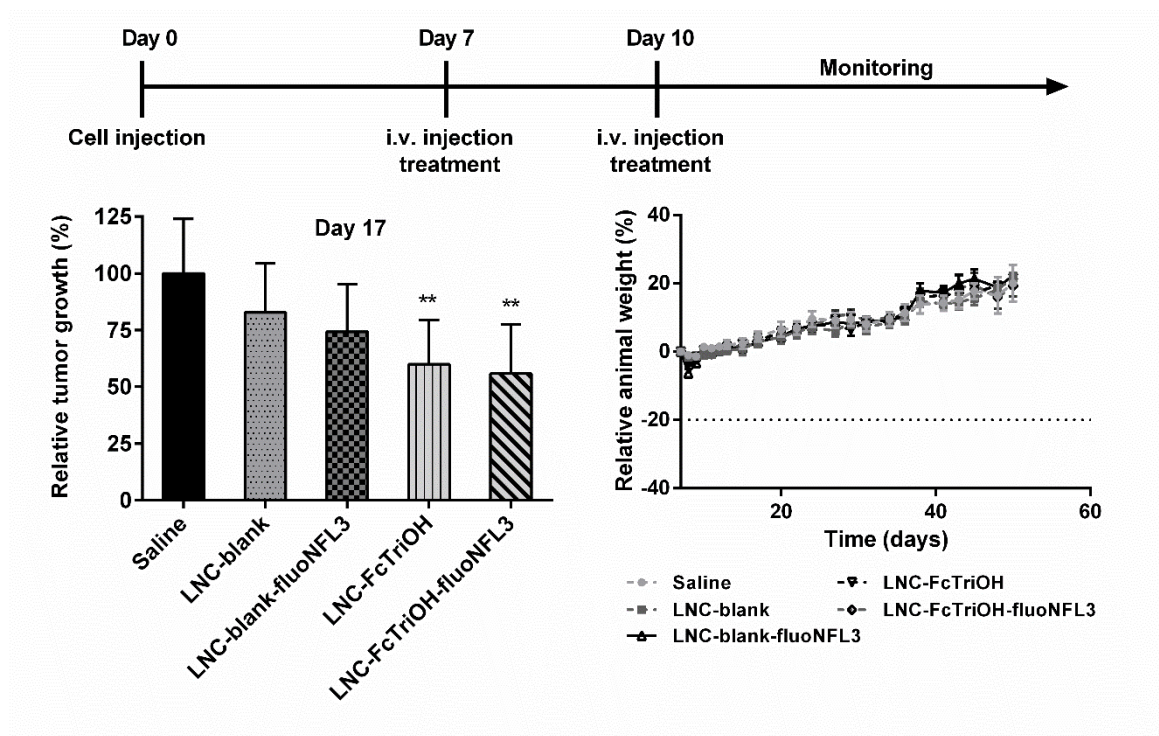 Day 0
Day 7
Day 10
Monitoring
Cell injection
i.v. injection
treatment
i.v. injection
treatment
Relative tumor growth (%)
125
100
75
50
25
0
Day 17
**
**
Saline
LNC-blank
LNC-blank-fluoNFL3
LNC-FcTriOH
LNC-FcTriOH-fluoNFL3
Relative animal weight (%)
40
20
0
-20
-40
20
40
60
Time (days)
Saline
LNC-blank
LNC-blank-fluoNFL3
LNC-FcTriOH
LNC-FcTriOH-fluoNFL3